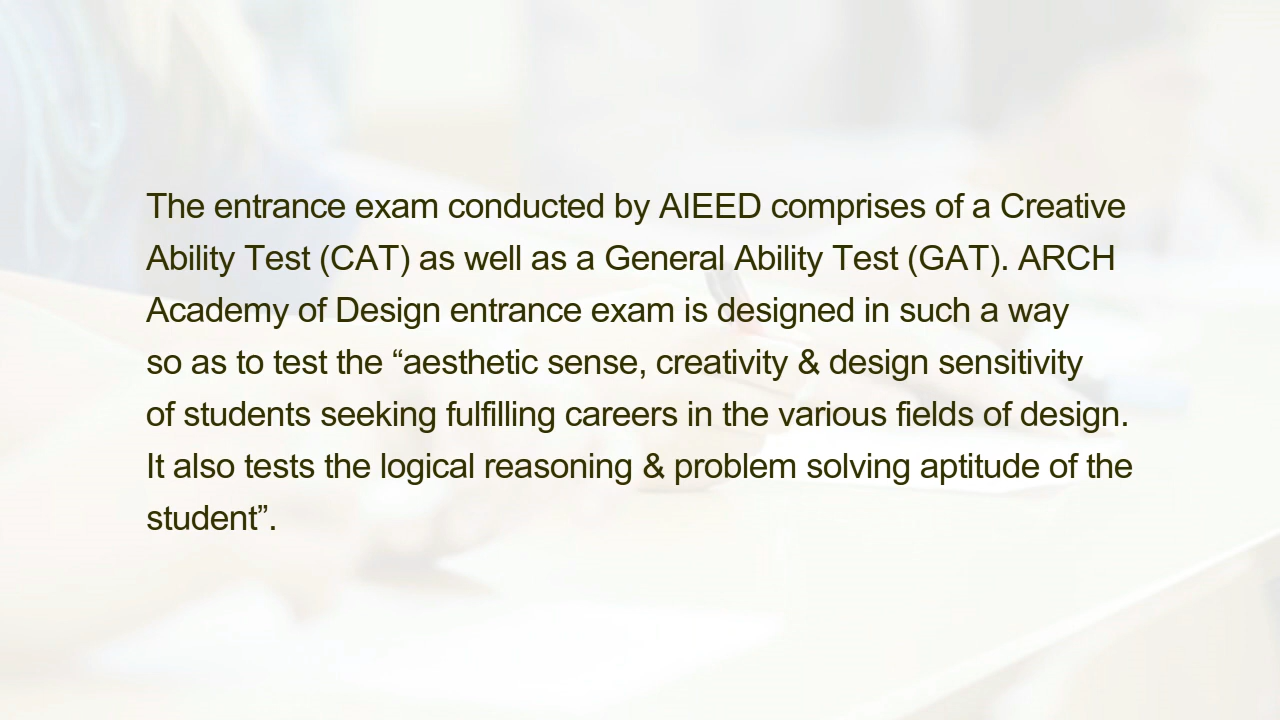 The entrance exam conducted by AIEED comprises of a Creative
Ability Test (CAT) as well as a General Ability Test (GAT). ARCH
Academy of Design entrance exam is designed in such a way
so as to test the “aesthetic sense, creativity & design sensitivity
of students seeking fulfilling careers in the various fields of design.
It also tests the logical reasoning & problem solving aptitude of the
student”.